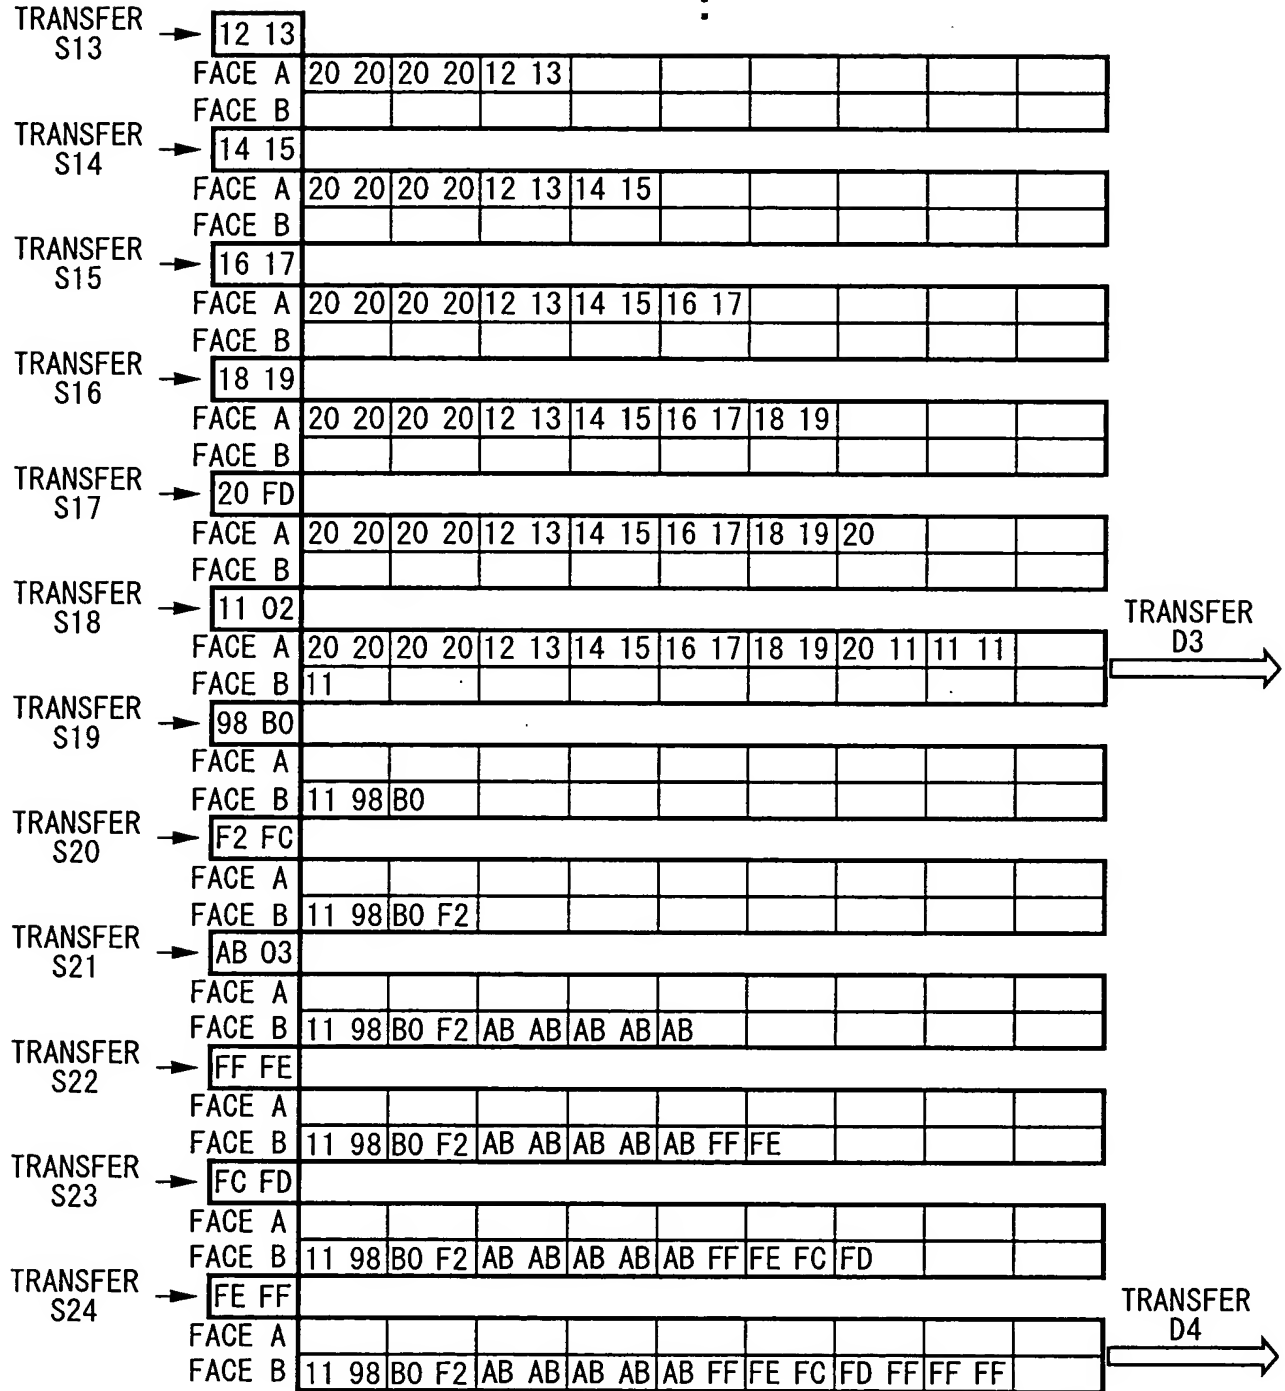 TRANSFER S13 → 12 13
FACE A 20 20 20 20 12 13
FACE B
TRANSFER S14 → 14 15
FACE A 20 20 20 20 12 13 14 15
FACE B
TRANSFER S15 → 16 17
FACE A 20 20 20 20 12 13 14 15 16 17
FACE B
TRANSFER S16 → 18 19
FACE A 20 20 20 20 12 13 14 15 16 17 18 19
FACE B
TRANSFER S17 → 20 FD
FACE A 20 20 20 20 12 13 14 15 16 17 18 19 20
FACE B
TRANSFER S18 → 11 02
FACE A 20 20 20 20 12 13 14 15 16 17 18 19 20 11 11 11
TRANSFER D3
FACE B 11
TRANSFER S19 → 98 B0
FACE A
FACE B 11 98 B0
TRANSFER S20 → F2 FC
FACE A
FACE B 11 98 B0 F2
TRANSFER S21 → AB 03
FACE A
FACE B 11 98 B0 F2 AB AB AB AB AB
TRANSFER S22 → FF FE
FACE A
FACE B 11 98 B0 F2 AB AB AB AB AB FF FE
TRANSFER S23 → FC FD
FACE A
FACE B 11 98 B0 F2 AB AB AB AB AB FF FE FC FD
TRANSFER S24 → FE FF
FACE A
TRANSFER D4
FACE B 11 98 B0 F2 AB AB AB AB AB FF FE FC FD FF FF FF